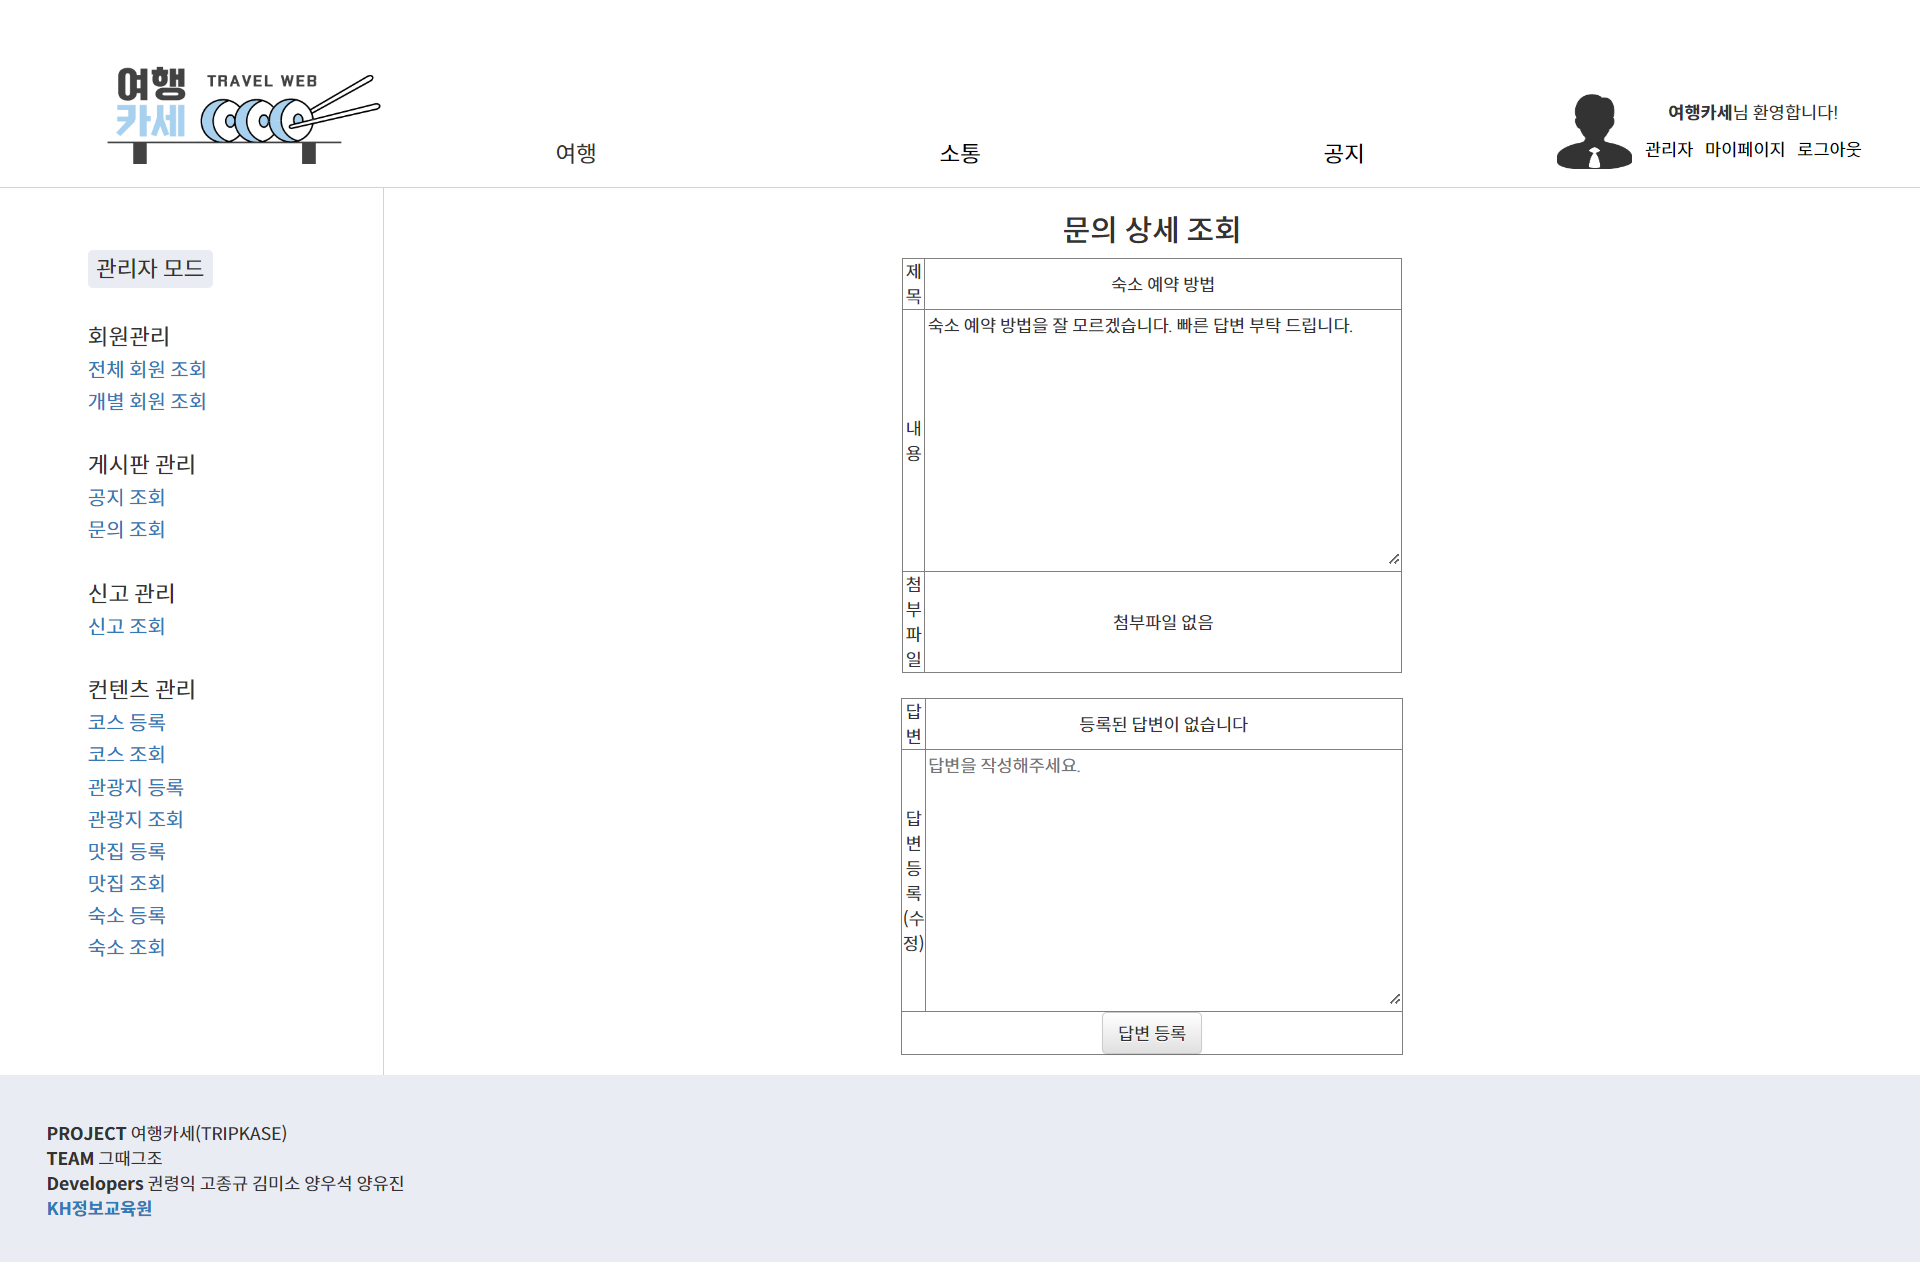 여행
카세
TRAVEL WEB
여행
소통
공지
여행카세님 환영합니다!
관리자 마이페이지 로그아웃
관리자 모드
회원관리
전체 회원 조회
개별 회원 조회
게시판 관리
공지 조회
문의 조회
신고 관리
신고 조회
컨텐츠 관리
코스 등록
코스 조회
관광지 등록
관광지 조회
맛집 등록
맛집 조회
숙소 등록
숙소 조회
문의 상세 조회
제
목
숙소 예약 방법
내
용
숙소 예약 방법을 잘 모르겠습니다. 빠른 답변 부탁 드립니다.
첨
부
파
일
첨부파일 없음
답
변
등록된 답변이 없습니다
답
변
등
록
(수
정)
답변을 작성해주세요.
답변 등록
PROJECT 여행카세(TRIPKASE)
TEAM 그때그조
Developers 권령익 고종규 김미소 양우석 양유진
KH정보교육원